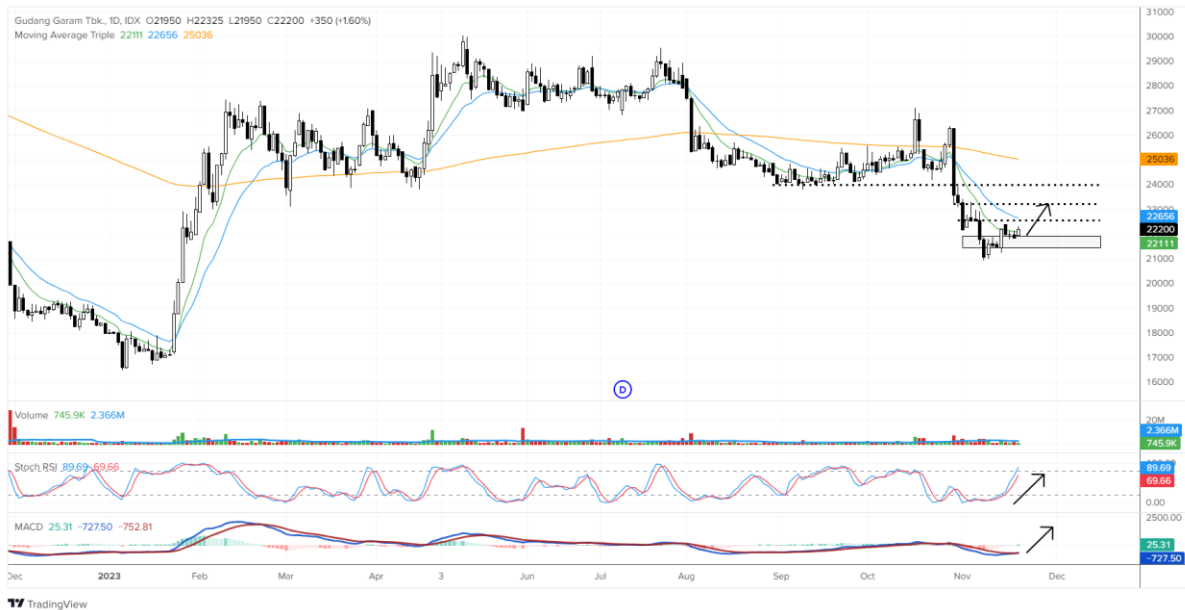 Gudang Garam Tbk., 1D, IDX O21950 H22325 L21950 C22200 +350 (+1.60%)
Moving Average Triple 22111 22656 25036
31000
30000
29000
28000
27000
26000
25036
24000
23000
22656
22200
22111
21000
20000
19000
18000
17000
16000
D
Volume 745.9K 2.366M
20M
2.366M
745.9K
Stoch RSI 89.69 69.66
89.69
69.66
0.00
MACD 25.31 −727.50 −752.81
2500.00
25.31
−727.50
Dec 2023 Feb Mar Apr 3 Jun Jul Aug Sep Oct Nov Dec
TradingView